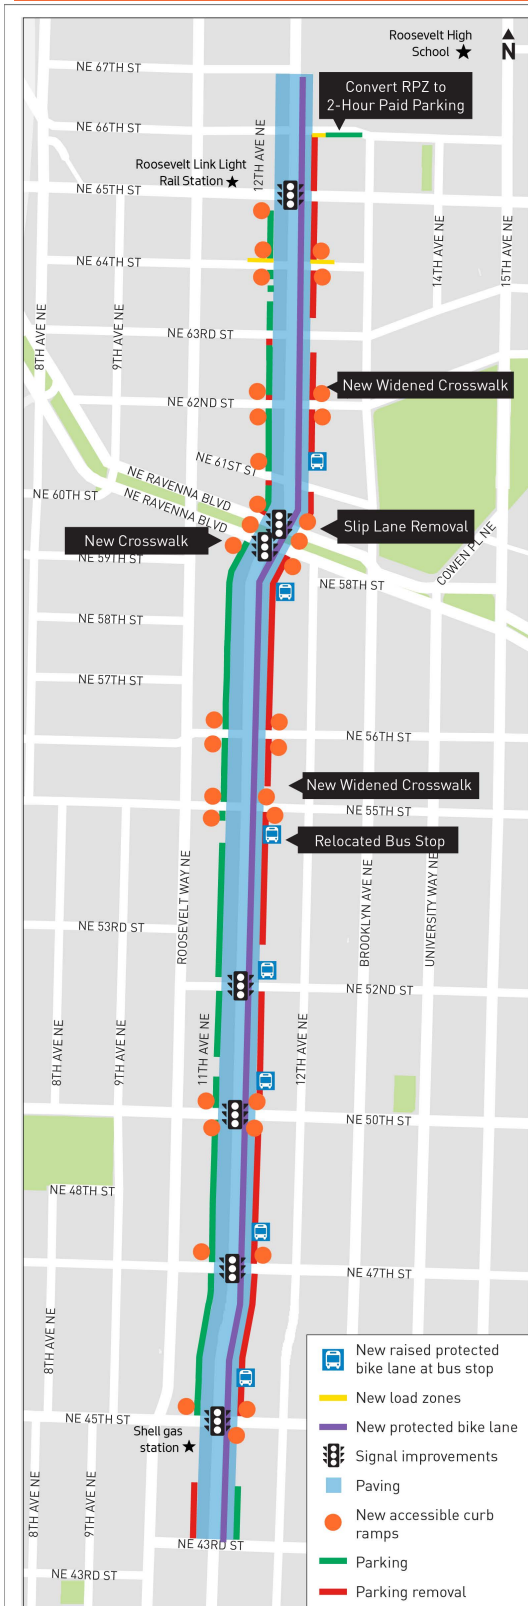 Roosevelt High
School
N
NE 67TH ST
Convert RPZ to
2-Hour Paid Parking
NE 66TH ST
12TH AVE NE
Roosevelt Link Light
Rail Station
NE 65TH ST
14TH AVE NE
15TH AVE NE
NE 64TH ST
8TH AVE NE
9TH AVE NE
NE 63RD ST
New Widened Crosswalk
NE 62ND ST
NE 61ST ST
NE RAVENNA BLVD
NE 60TH ST
NE RAVENNA BLVD
Slip Lane Removal
New Crosswalk
COWEN PL NE
NE 59TH ST
NE 58TH ST
NE 58TH ST
NE 57TH ST
NE 56TH ST
New Widened Crosswalk
NE 55TH ST
Relocated Bus Stop
ROOSEVELT WAY NE
BROOKLYN AVE NE
UNIVERSITY WAY NE
NE 53RD ST
NE 52ND ST
8TH AVE NE
9TH AVE NE
11TH AVE NE
12TH AVE NE
NE 50TH ST
NE 48TH ST
NE 47TH ST
8TH AVE NE
NE 45TH ST
Shell gas
station
8TH AVE NE
9TH AVE NE
NE 43RD ST
NE 43RD ST
New raised protected
bike lane at bus stop
New load zones
New protected bike lane
Signal improvements
Paving
New accessible curb
ramps
Parking
Parking removal